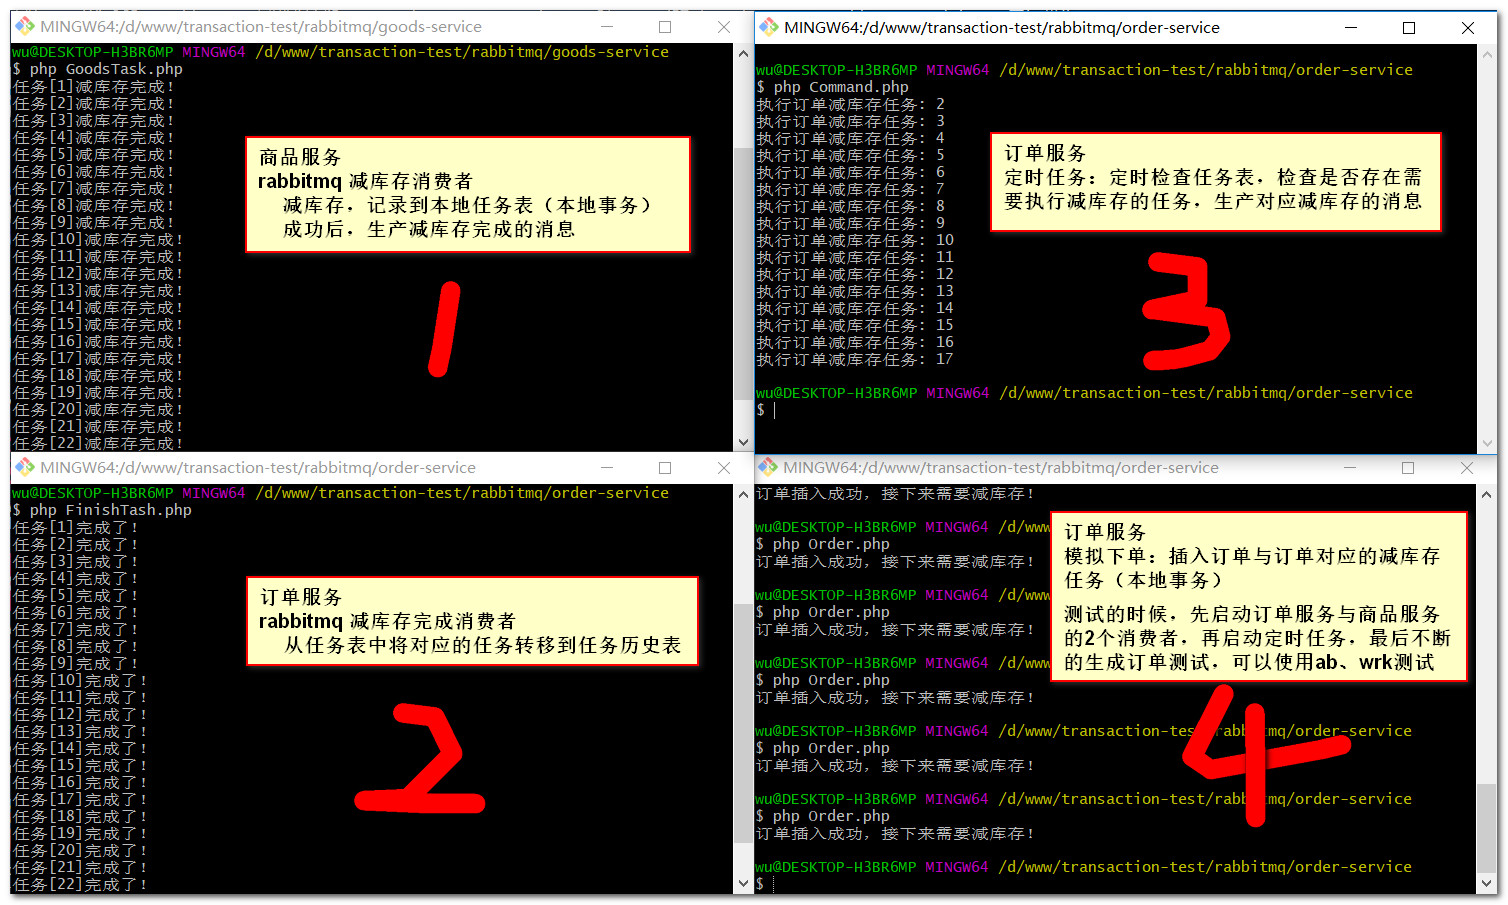 MINGW64:/d/www/transaction-test/rabbitmq/goods-service
wu@DESKTOP-H3BR6MP MINGW64 /d/www/transaction-test/rabbitmq/goods-service
$ php GoodsTask.php
任务[1]减库存完成!
任务[2]减库存完成!
任务[3]减库存完成!
任务[4]减库存完成!
任务[5]减库存完成!
任务[6]减库存完成!
任务[7]减库存完成!
任务[8]减库存完成!
任务[9]减库存完成!
任务[10]减库存完成!
任务[11]减库存完成!
任务[12]减库存完成!
任务[13]减库存完成!
任务[14]减库存完成!
任务[15]减库存完成!
任务[16]减库存完成!
任务[17]减库存完成!
任务[18]减库存完成!
任务[19]减库存完成!
任务[20]减库存完成!
任务[21]减库存完成!
任务[22]减库存完成!
商品服务
rabbitmq 减库存消费者
减库存，记录到本地任务表（本地事务）
成功后，生产减库存完成的消息
1
MINGW64:/d/www/transaction-test/rabbitmq/order-service
wu@DESKTOP-H3BR6MP MINGW64 /d/www/transaction-test/rabbitmq/order-service
$ php Command.php
执行订单减库存任务: 2
执行订单减库存任务: 3
执行订单减库存任务: 4
执行订单减库存任务: 5
执行订单减库存任务: 6
执行订单减库存任务: 7
执行订单减库存任务: 8
执行订单减库存任务: 9
执行订单减库存任务: 10
执行订单减库存任务: 11
执行订单减库存任务: 12
执行订单减库存任务: 13
执行订单减库存任务: 14
执行订单减库存任务: 15
执行订单减库存任务: 16
执行订单减库存任务: 17
wu@DESKTOP-H3BR6MP MINGW64 /d/www/transaction-test/rabbitmq/order-service
$
订单服务
定时任务：定时检查任务表，检查是否存在需
要执行减库存的任务，生产对应减库存的消息
3
MINGW64:/d/www/transaction-test/rabbitmq/order-service
wu@DESKTOP-H3BR6MP MINGW64 /d/www/transaction-test/rabbitmq/order-service
$ php FinishTash.php
任务[1]完成了!
任务[2]完成了!
任务[3]完成了!
任务[4]完成了!
任务[5]完成了!
任务[6]完成了!
任务[7]完成了!
任务[8]完成了!
任务[9]完成了!
任务[10]完成了!
任务[11]完成了!
任务[12]完成了!
任务[13]完成了!
任务[14]完成了!
任务[15]完成了!
任务[16]完成了!
任务[17]完成了!
任务[18]完成了!
任务[19]完成了!
任务[20]完成了!
任务[21]完成了!
任务[22]完成了!
订单服务
rabbitmq 减库存完成消费者
从任务表中将对应的任务转移到任务历史表
2
MINGW64:/d/www/transaction-test/rabbitmq/order-service
订单插入成功, 接下来需要减库存!
wu@DESKTOP-H3BR6MP MINGW64 /d/ww
$ php Order.php
订单插入成功, 接下来需要减库存!
wu@DESKTOP-H3BR6MP MINGW64 /d/ww
$ php Order.php
订单插入成功, 接下来需要减库存!
wu@DESKTOP-H3BR6MP MINGW64 /d/ww
$ php Order.php
订单插入成功, 接下来需要减库存!
wu@DESKTOP-H3BR6MP MINGW64 /d/www/transaction-test/rabbitmq/order-service
$ php Order.php
订单插入成功, 接下来需要减库存!
wu@DESKTOP-H3BR6MP MINGW64 /d/www/transaction-test/rabbitmq/order-service
$ php Order.php
订单插入成功, 接下来需要减库存!
wu@DESKTOP-H3BR6MP MINGW64 /d/www/transaction-test/rabbitmq/order-service
$
订单服务
模拟下单：插入订单与订单对应的减库存
任务（本地事务）
测试的时候，先启动订单服务与商品服务
的2个消费者，再启动定时任务，最后不断
的生成订单测试，可以使用ab、wrk测试
4